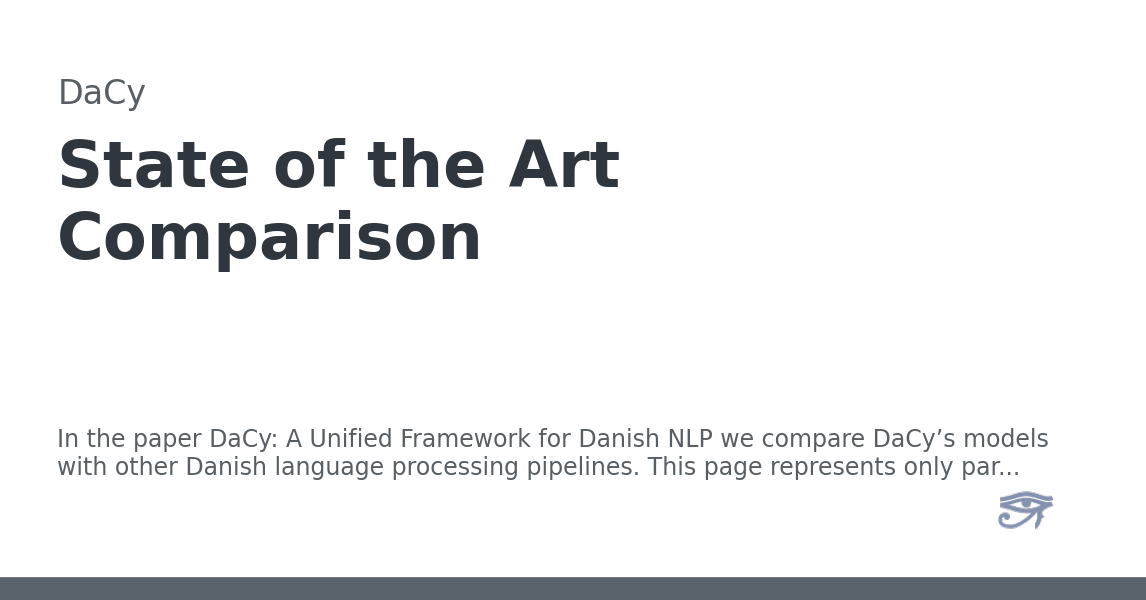 DaCy
State of the Art
Comparison
In the paper DaCy: A Unified Framework for Danish NLP we compare DaCy’s models
with other Danish language processing pipelines. This page represents only par...